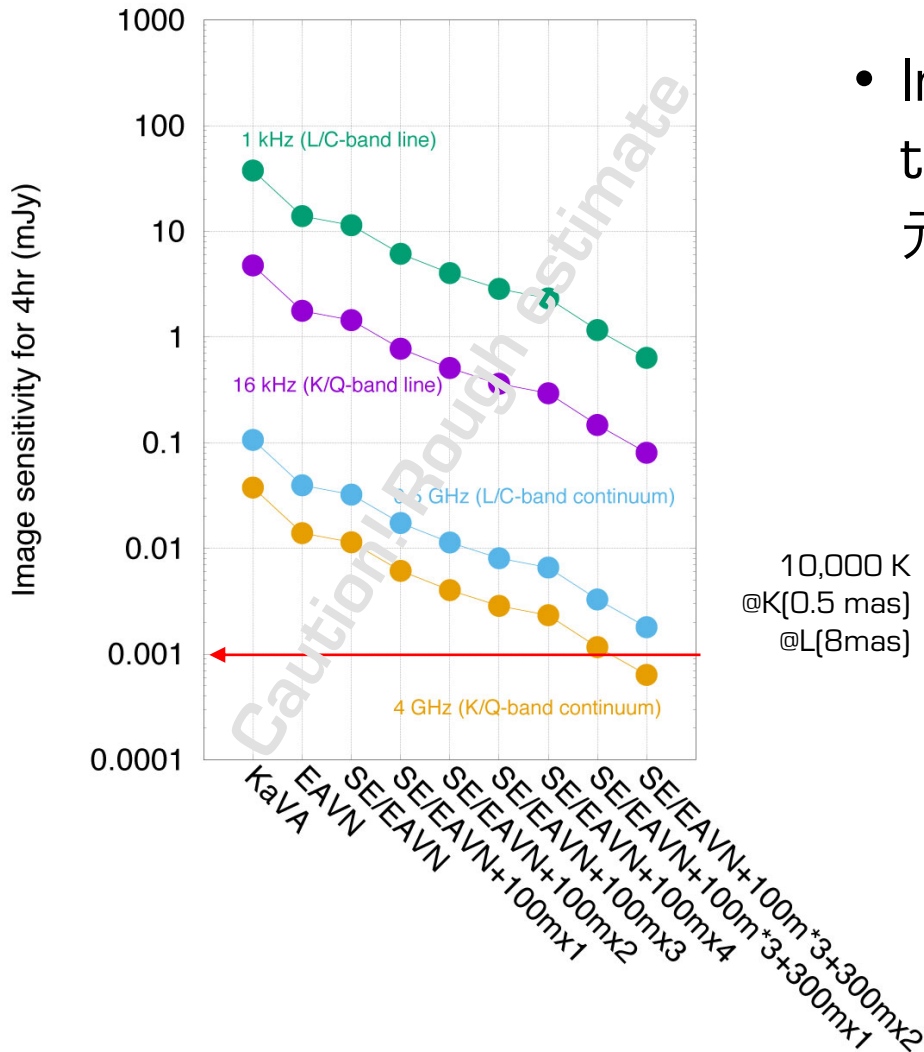 1000
100
10
1
0.1
0.01
0.001
0.0001
Image sensitivity for 4hr (mJy)
1 kHz (L/C-band line)
16 kHz (K/Q-band line)
GHz (L/C-band continuum)
4 GHz (K/Q-band continuum)
Caution! Rough estimate
KaVA
EAVN
SE/EAVN
SE/EAVN+100mx1
SE/EAVN+100mx2
SE/EAVN+100mx3
SE/EAVN+100mx4
SE/EAVN+100m*3+300mx1
SE/EAVN+100m*3+300mx2
10,000 K
@K(0.5 mas)
@L(8mas)